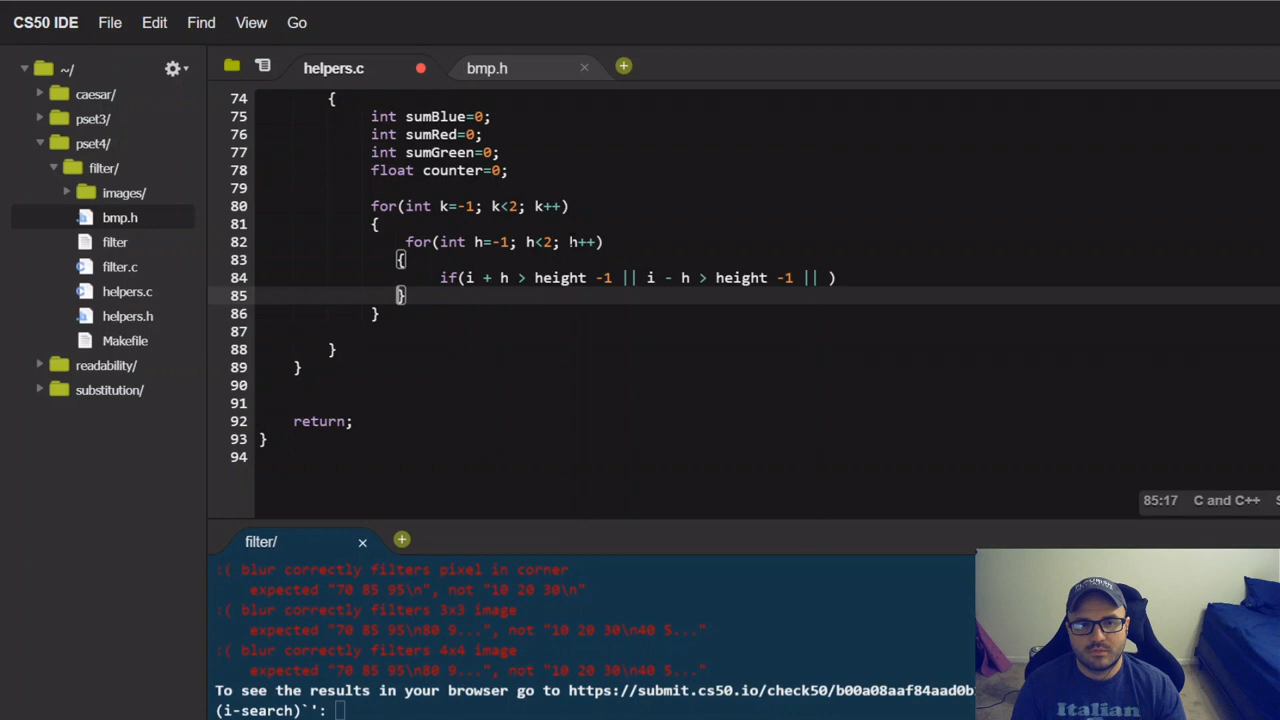 CS50 IDE File Edit Find View Go
~/
caesar/
pset3/
pset4/
filter/
images/
bmp.h
filter
filter.c
helpers.c
helpers.h
Makefile
readability/
substitution/
helpers.c bmp.h
74 {
75 int sumBlue=0;
76 int sumRed=0;
77 int sumGreen=0;
78 float counter=0;
79
80 for(int k=-1; k<2; k++)
81 {
82 for(int h=-1; h<2; h++)
83 {
84 if(i + h > height -1 || i - h > height -1 || )
85 }
86 }
87
88 }
89 }
90
91
92 return;
93 }
94
85:17 C and C++
filter/
:( blur correctly filters pixel in corner
expected "70 85 95\n", not "10 20 30\n"
:( blur correctly filters 3x3 image
expected "70 85 95\n80 9...", not "10 20 30\n40 5..."
:( blur correctly filters 4x4 image
expected "70 85 95\n80 9...", not "10 20 30\n40 5..."
To see the results in your browser go to https://submit.cs50.io/check50/b00a08aaf84aad0b
(i-search)`':
Italian